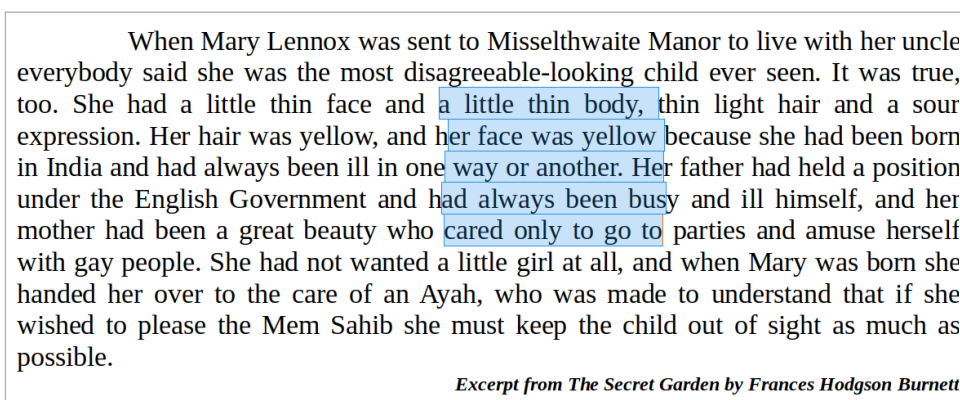 When Mary Lennox was sent to Misselthwaite Manor to live with her uncle
everybody said she was the most disagreeable-looking child ever seen. It was true,
too. She had a little thin face and a little thin body, thin light hair and a sour
expression. Her hair was yellow, and her face was yellow because she had been born
in India and had always been ill in one way or another. Her father had held a position
under the English Government and had always been busy and ill himself, and her
mother had been a great beauty who cared only to go to parties and amuse herself
with gay people. She had not wanted a little girl at all, and when Mary was born she
handed her over to the care of an Ayah, who was made to understand that if she
wished to please the Mem Sahib she must keep the child out of sight as much as
possible.
Excerpt from The Secret Garden by Frances Hodgson Burnett